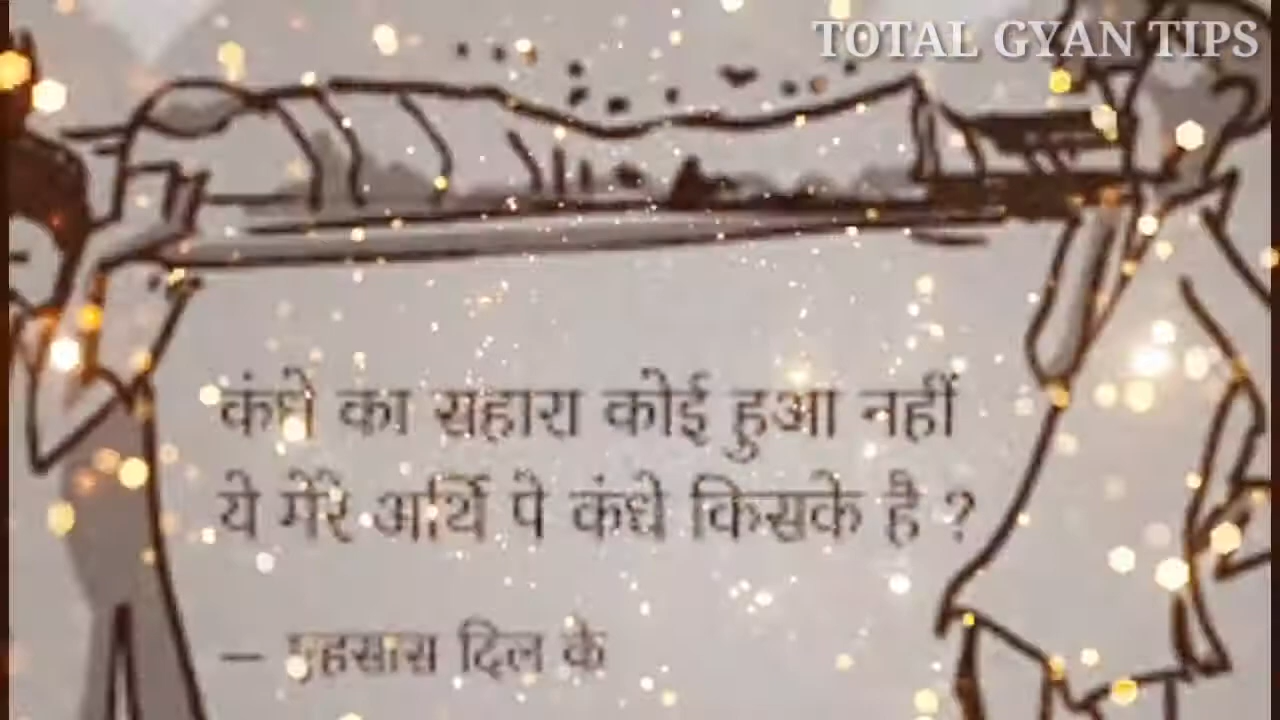 TOTAL GYAN TIPS
कंधे का सहारा कोई हुआ नहीं
ये मेरे अर्थि पे कंधे किसके है ?
– एहसास दिल के